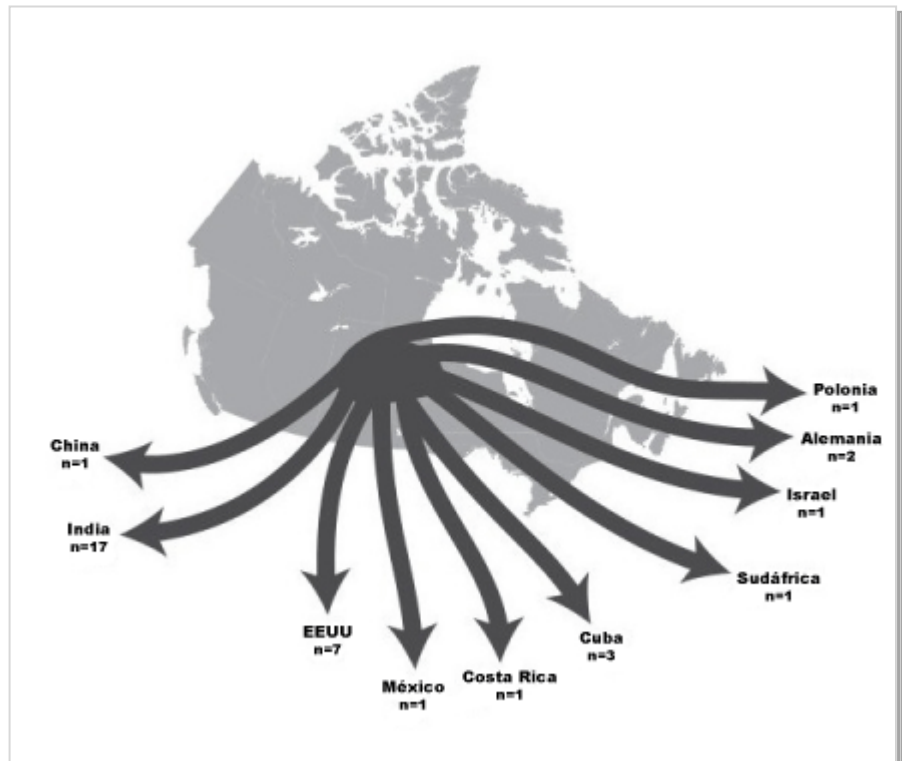 Polonia
n=1
Alemania
n=2
China
n=1
Israel
n=1
India
n=17
Sudáfrica
n=1
EEUU
n=7
Cuba
n=3
México
n=1
Costa Rica
n=1